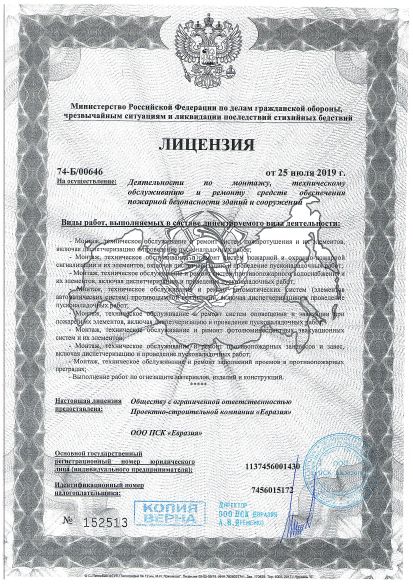 Министерство Российской Федерации по делам гражданской обороны,
чрезвычайным ситуациям и ликвидации последствий стихийных бедствий
ЛИЦЕНЗИЯ
74-Б/00646
от 25 июля 2019 г.
На осуществление:
Деятельности по монтажу, техническому
обслуживанию и ремонту средств обеспечения
пожарной безопасности зданий и сооружений
Виды работ, выполняемых в составе лицензируемого вида деятельности:
- Монтаж, техническое обслуживание и ремонт систем пожаротушения и их элементов,
включая диспетчеризацию и проведение пусконаладочных работ;
- Монтаж, техническое обслуживание и ремонт систем пожарной и охранно-пожарной
сигнализации и их элементов, включая диспетчеризацию и проведение пусконаладочных работ;
- Монтаж, техническое обслуживание и ремонт систем противопожарного водоснабжения и
их элементов, включая диспетчеризацию и проведение пусконаладочных работ;
- Монтаж, техническое обслуживание и ремонт автоматических систем (элементов
автоматических систем) противодымной вентиляции, включая диспетчеризацию и проведение
пусконаладочных работ;
- Монтаж, техническое обслуживание и ремонт систем оповещения и эвакуации при
пожаре и их элементов, включая диспетчеризацию и проведение пусконаладочных работ;
- Монтаж, техническое обслуживание и ремонт фотолюминесцентных эвакуационных
систем и их элементов;
- Монтаж, техническое обслуживание и ремонт противопожарных занавесов и завес,
включая диспетчеризацию и проведение пусконаладочных работ;
- Монтаж, техническое обслуживание и ремонт заполнений проемов в противопожарных
преградах;
- Выполнение работ по огнезащите материалов, изделий и конструкций.
*****
Настоящая лицензия
предоставлена:
Обществу с ограниченной ответственностью
Проектно-строительной компании «Евразия»
ООО ПСК «Евразия»
Основной государственный
регистрационный номер юридического
лица (индивидуального предпринимателя):
1137456001430
Идентификационный номер
налогоплательщика:
7456015172
№ 152513
КОПИЯ
ВЕРНА
ДИРЕКТОР
ООО ПСК ЕВРАЗИЯ